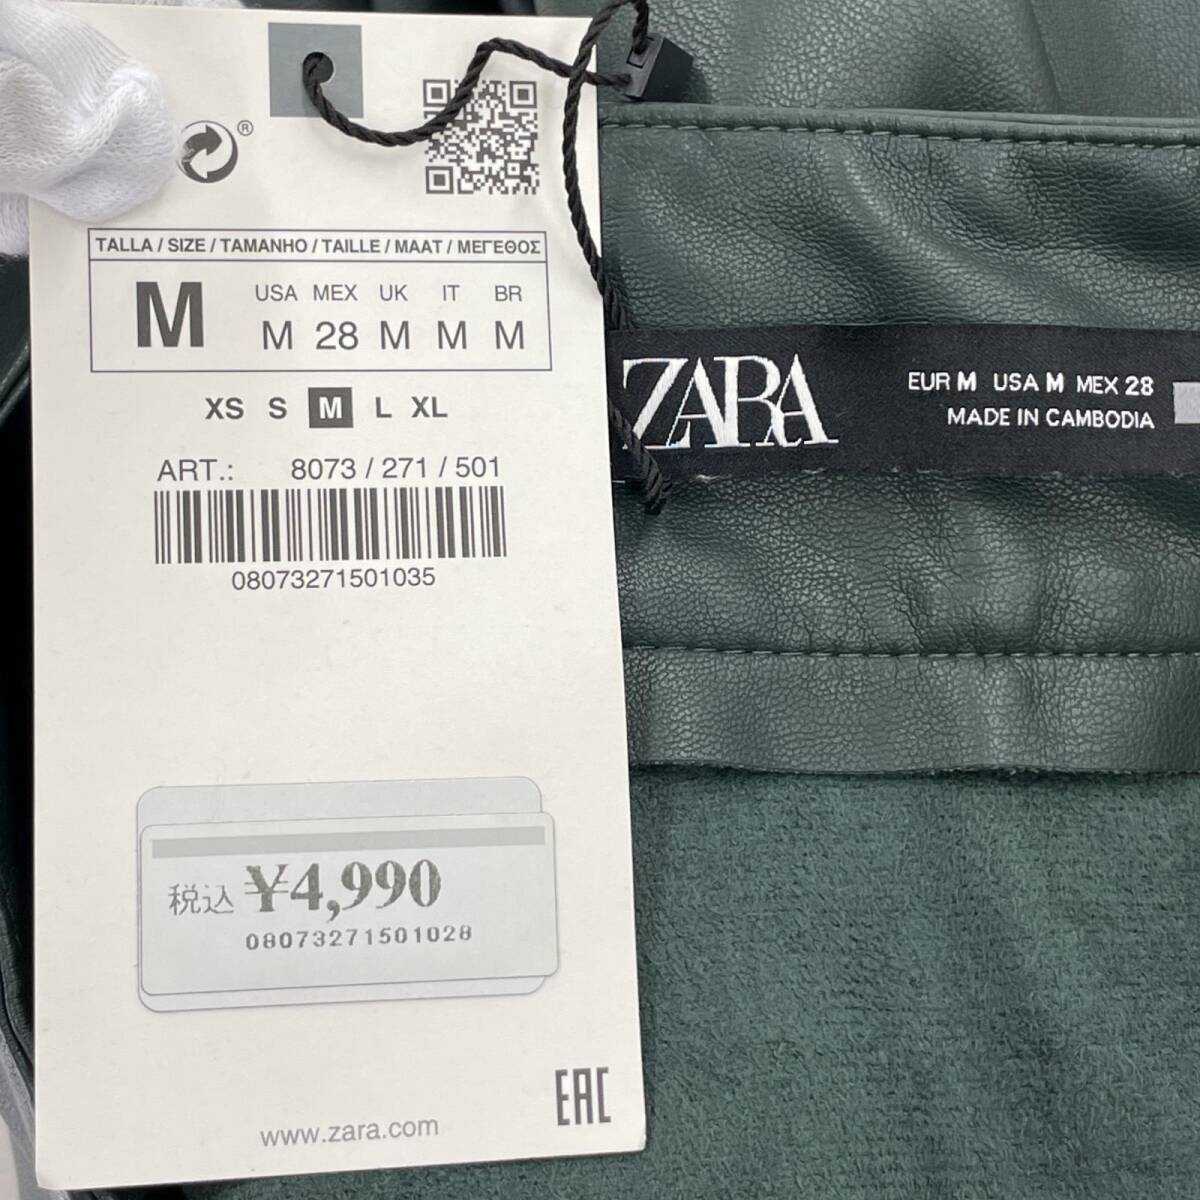 ®
TALLA / SIZE / TAMANHO / TAILLE / MAAT / ΜΕΓΕΘΟΣ
M
USA MEX UK IT BR
M 28 M M M
XS S M L XL
ART.: 8073 / 271 / 501
08073271501035
税込 ¥4,990
08073271501028
EAC
www.zara.com
ZARA
EUR M USA M MEX 28
MADE IN CAMBODIA